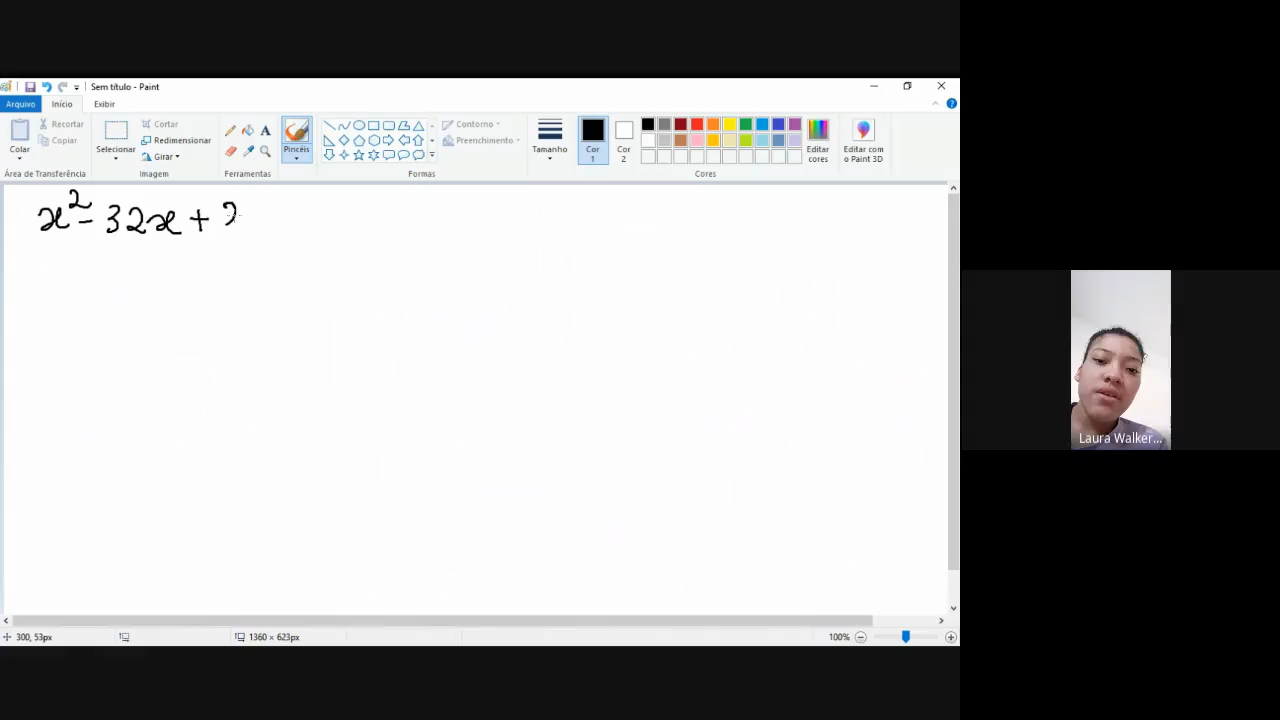 Sem título - Paint
Arquivo Início Exibir
Colar
Recortar
Copiar
Área de Transferência
Selecionar
Cortar
Redimensionar
Girar
Imagem
Ferramentas
Pincéis
Contorno
Preenchimento
Formas
Tamanho
Cor 1
Cor 2
Editar cores
Editar com o Paint 3D
Cores
x² - 32x +
Laura Walker...
300, 53px
1360 × 623px
100%